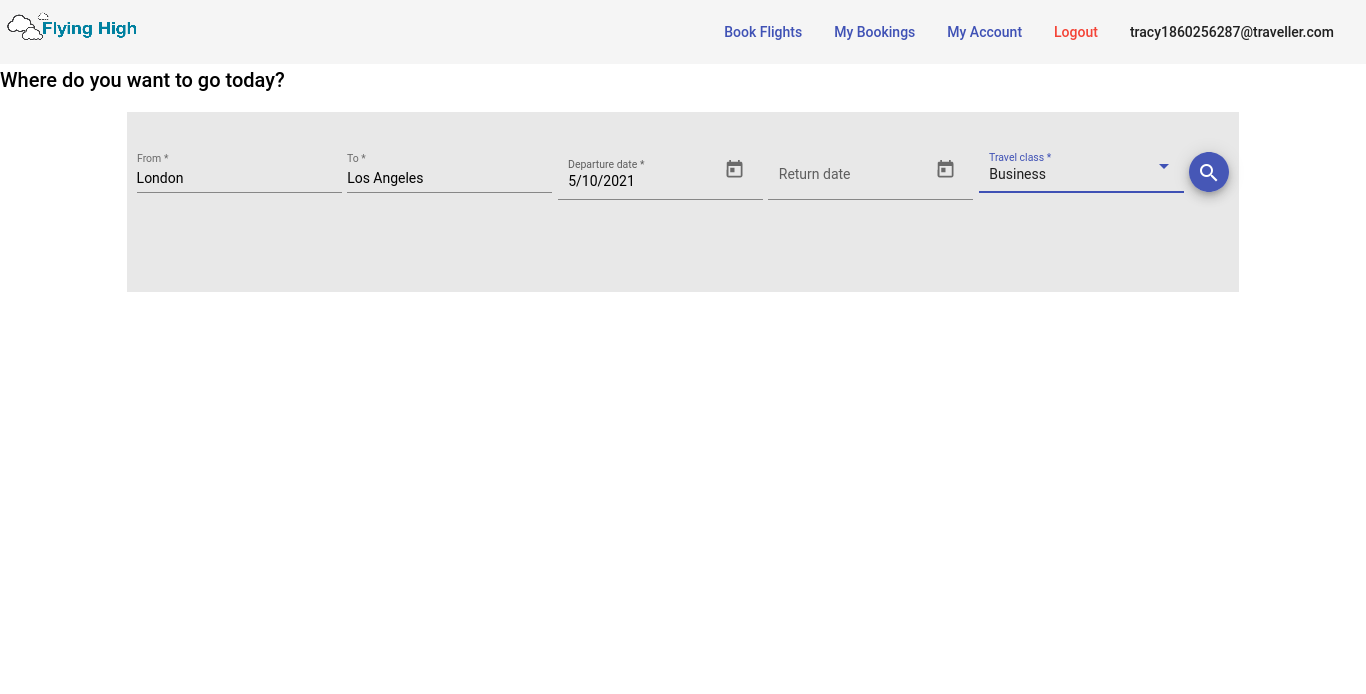 Flying High
Book Flights My Bookings My Account Logout tracy1860256287@traveller.com
Where do you want to go today?
From * To * Departure date * Travel class *
London Los Angeles 5/10/2021 Return date Business